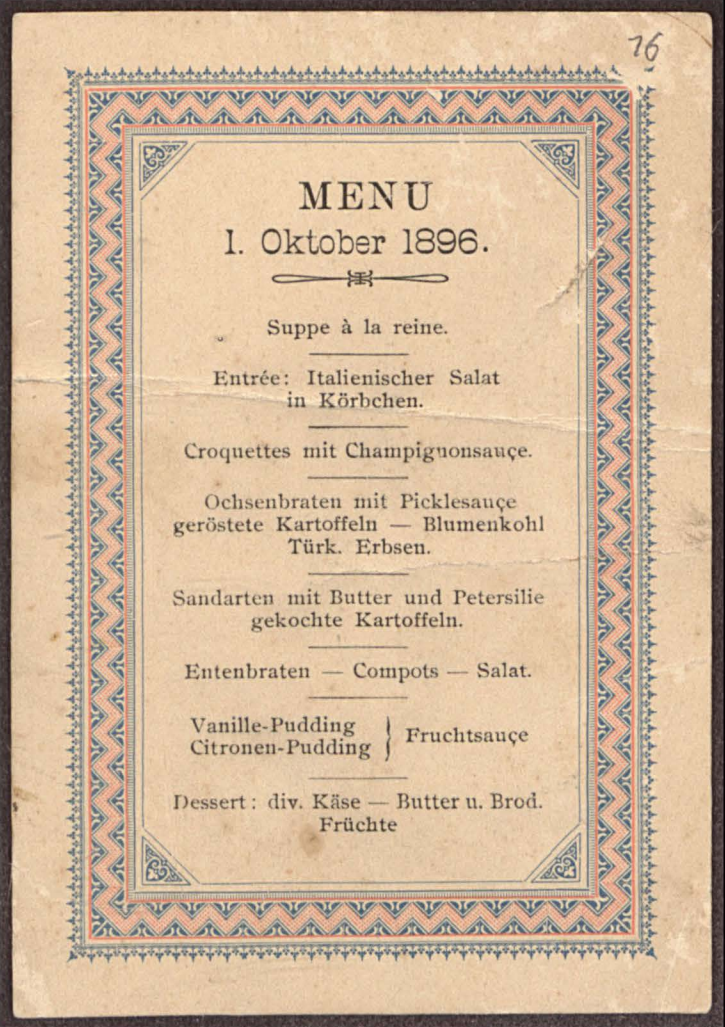 76
MENU
1. Oktober 1896.
Suppe à la reine.
Entrée: Italienischer Salat
in Körbchen.
Croquettes mit Champignonsauçe.
Ochsenbraten mit Picklesauçe
geröstete Kartoffeln — Blumenkohl
Türk. Erbsen.
Sandarten mit Butter und Petersilie
gekochte Kartoffeln.
Entenbraten — Compots — Salat.
Vanille-Pudding
Citronen-Pudding } Fruchtsauçe
Dessert: div. Käse — Butter u. Brod.
Früchte